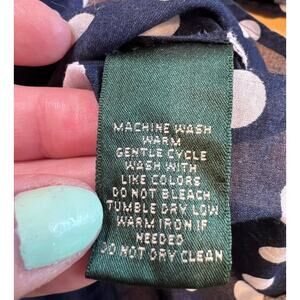 MACHINE WASH
WARM
GENTLE CYCLE
WASH WITH
LIKE COLORS
DO NOT BLEACH
TUMBLE DRY LOW
WARM IRON IF
NEEDED
DO NOT DRY CLEAN